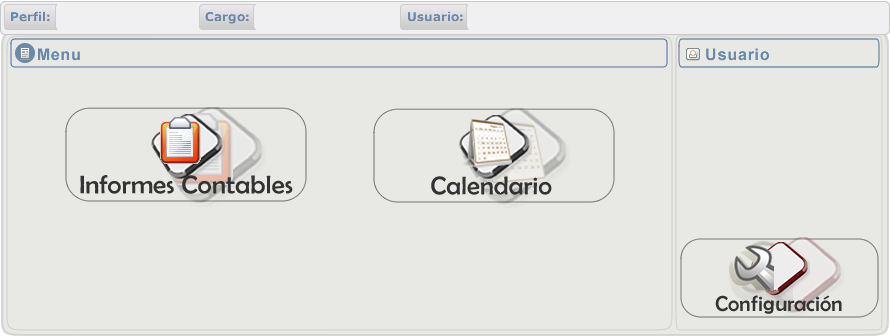 Perfil: Cargo: Usuario:
Menu
Usuario
Informes Contables
Calendario
Configuración